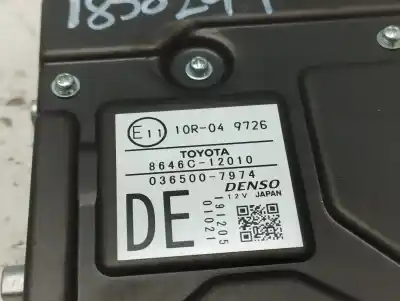 E11 10R-04 9726
TOYOTA
8646C-12010
036500-7974
DE
DENSO
12V JAPAN
191205
01021